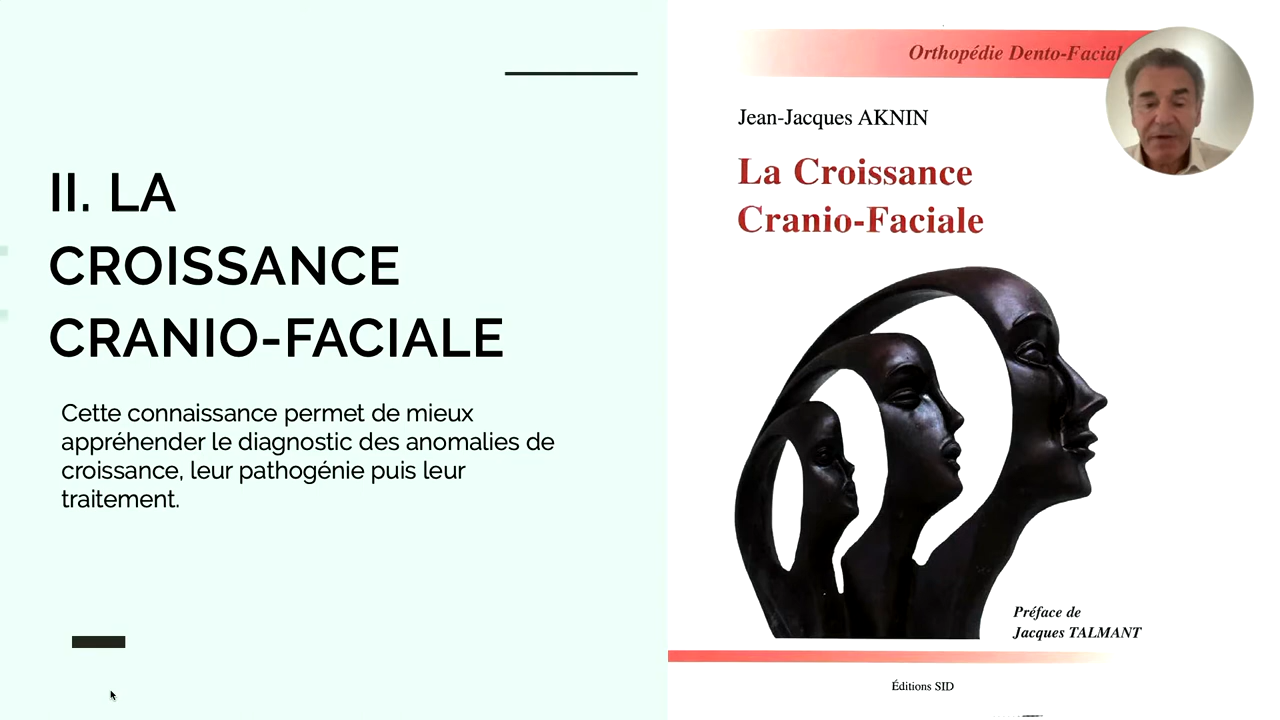 II. LA
CROISSANCE
CRANIO-FACIALE
Cette connaissance permet de mieux
appréhender le diagnostic des anomalies de
croissance, leur pathogénie puis leur
traitement.
Orthopédie Dento-Facial
Jean-Jacques AKNIN
La Croissance
Cranio-Faciale
Préface de
Jacques TALMANT
Éditions SID